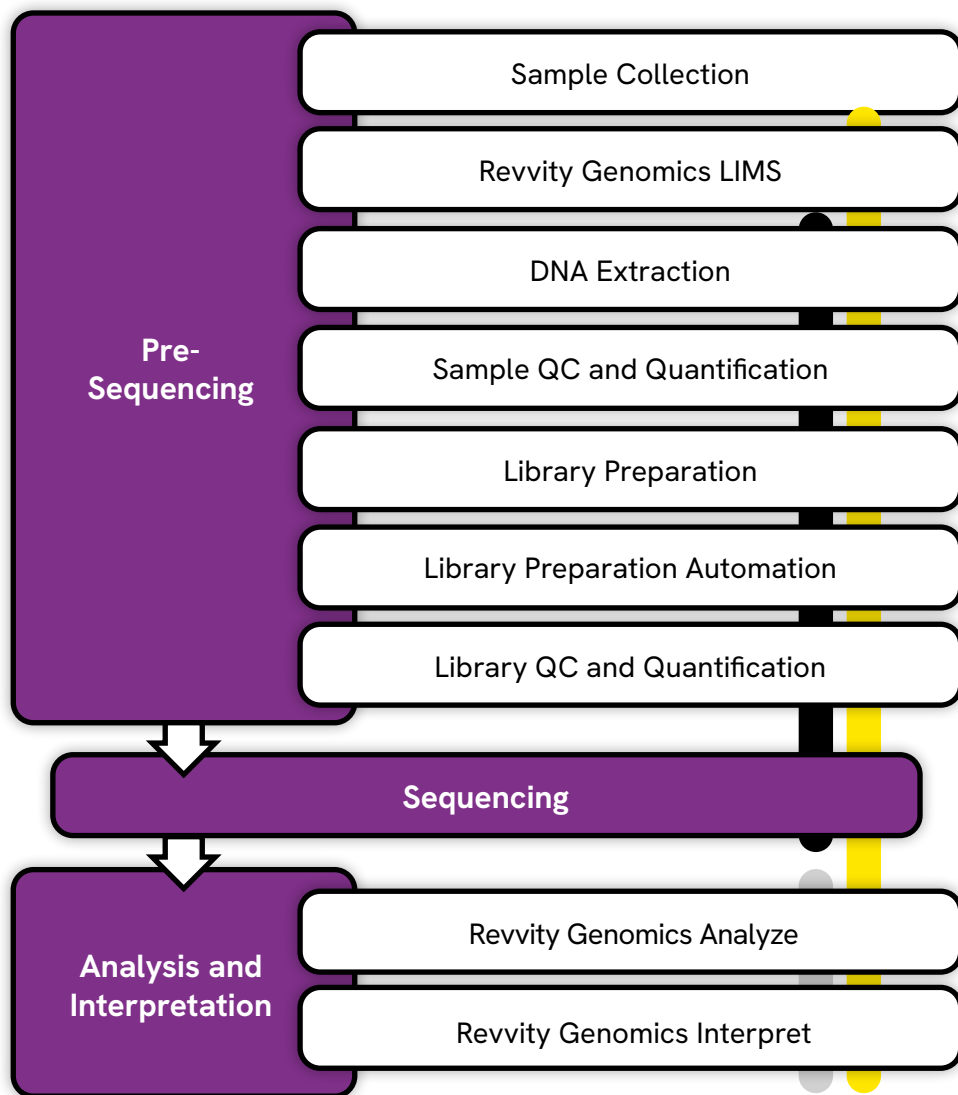 Sample Collection
Revvity Genomics LIMS
DNA Extraction
Pre-
Sequencing
Sample QC and Quantification
Library Preparation
Library Preparation Automation
Library QC and Quantification
Sequencing
Analysis and
Interpretation
Revvity Genomics Analyze
Revvity Genomics Interpret